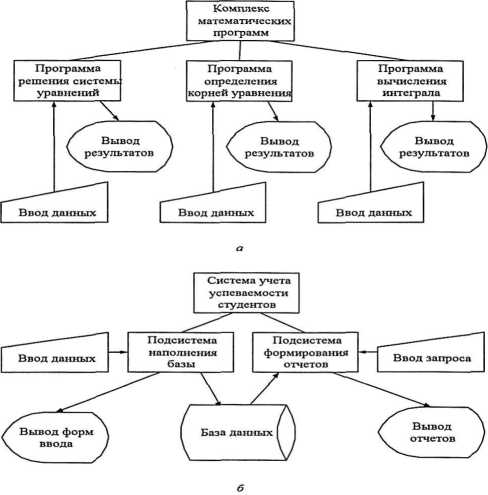 Комплекс
математических
программ
Программа
решения системы
уравнений
Программа
определения
корней уравнения
Программа
вычисления
интеграла
Вывод
результатов
Вывод
результатов
Вывод
результатов
Ввод данных
Ввод данных
Ввод данных
а
Система учета
успеваемости
студентов
Ввод данных
Подсистема
наполнения
базы
Подсистема
формирования
отчетов
Ввод запроса
Вывод форм
ввода
База данных
Вывод
отчетов
б